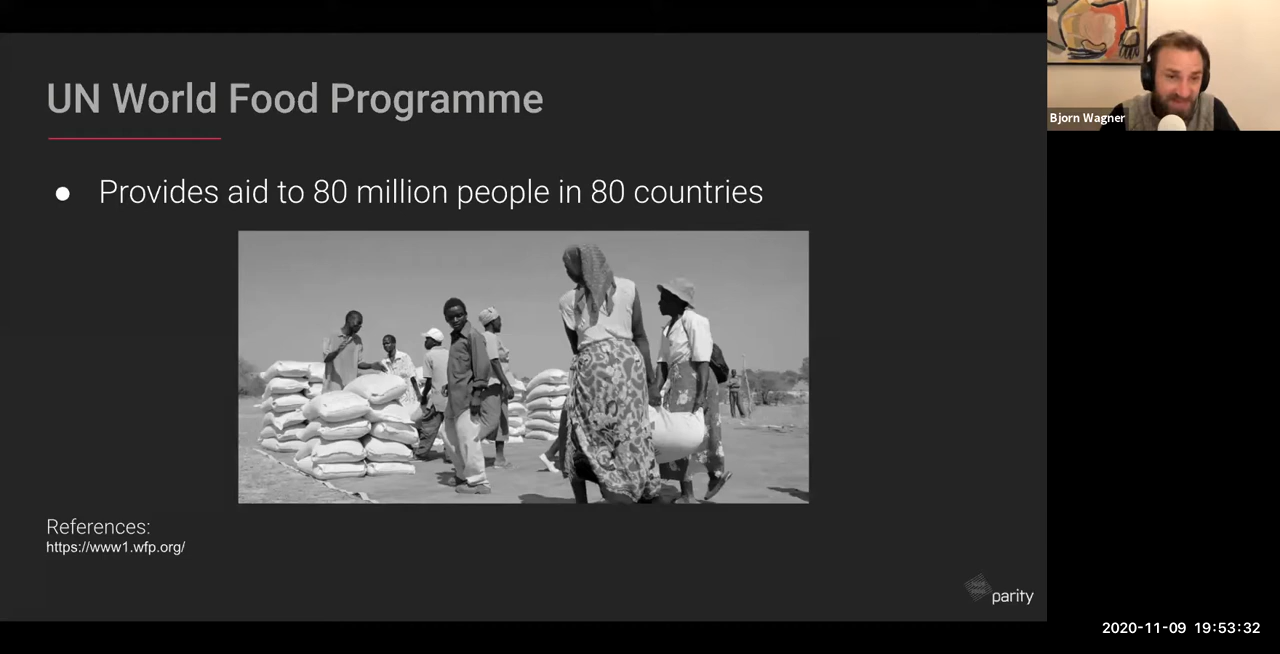 UN World Food Programme
● Provides aid to 80 million people in 80 countries
References:
https://www1.wfp.org/
parity
Bjorn Wagner
2020-11-09 19:53:32